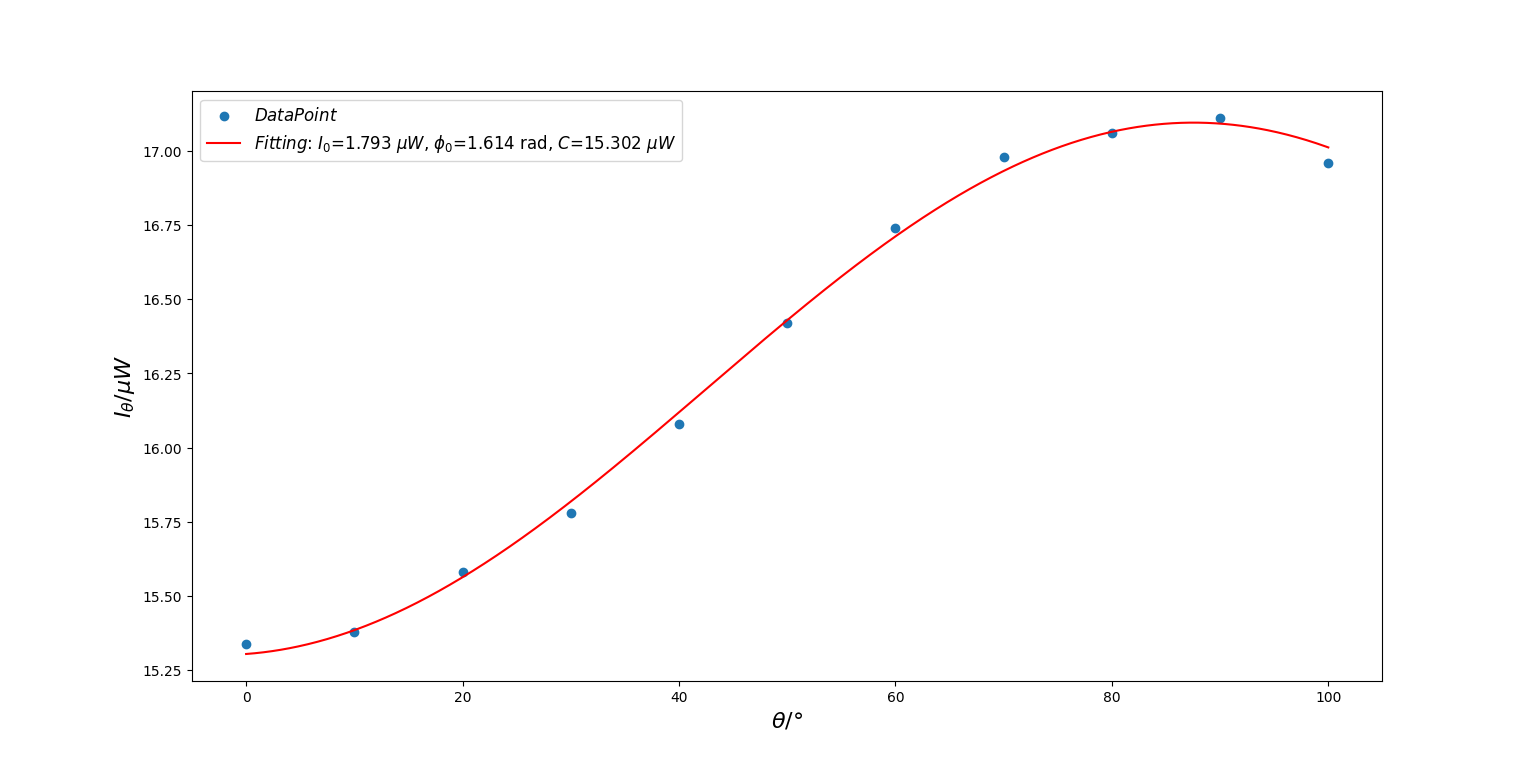 DataPoint
Fitting: I₀=1.793 μW, ϕ₀=1.614 rad, C=15.302 μW
17.00
16.75
16.50
16.25
16.00
15.75
15.50
15.25
I_θ/μW
0 20 40 60 80 100
θ/°